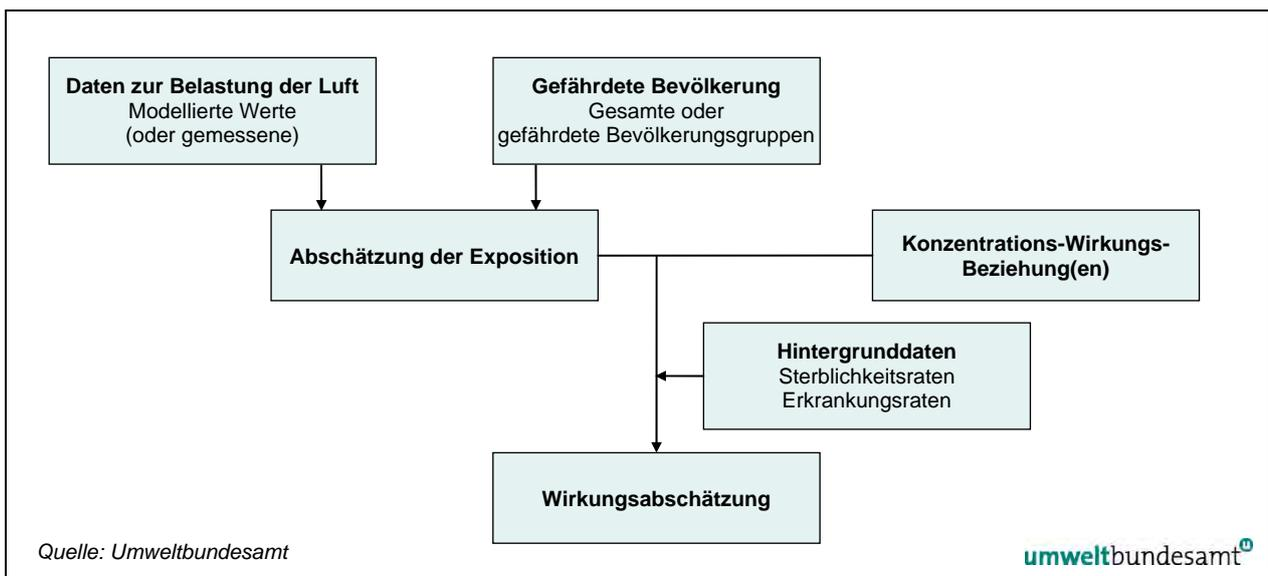 Daten zur Belastung der Luft
Modellierte Werte
(oder gemessene)
Gefährdete Bevölkerung
Gesamte oder
gefährdete Bevölkerungsgruppen
Abschätzung der Exposition
Konzentrations-Wirkungs-
Beziehung(en)
Hintergrunddaten
Sterblichkeitsraten
Erkrankungsraten
Wirkungsabschätzung
Quelle: Umweltbundesamt
umweltbundesamt u